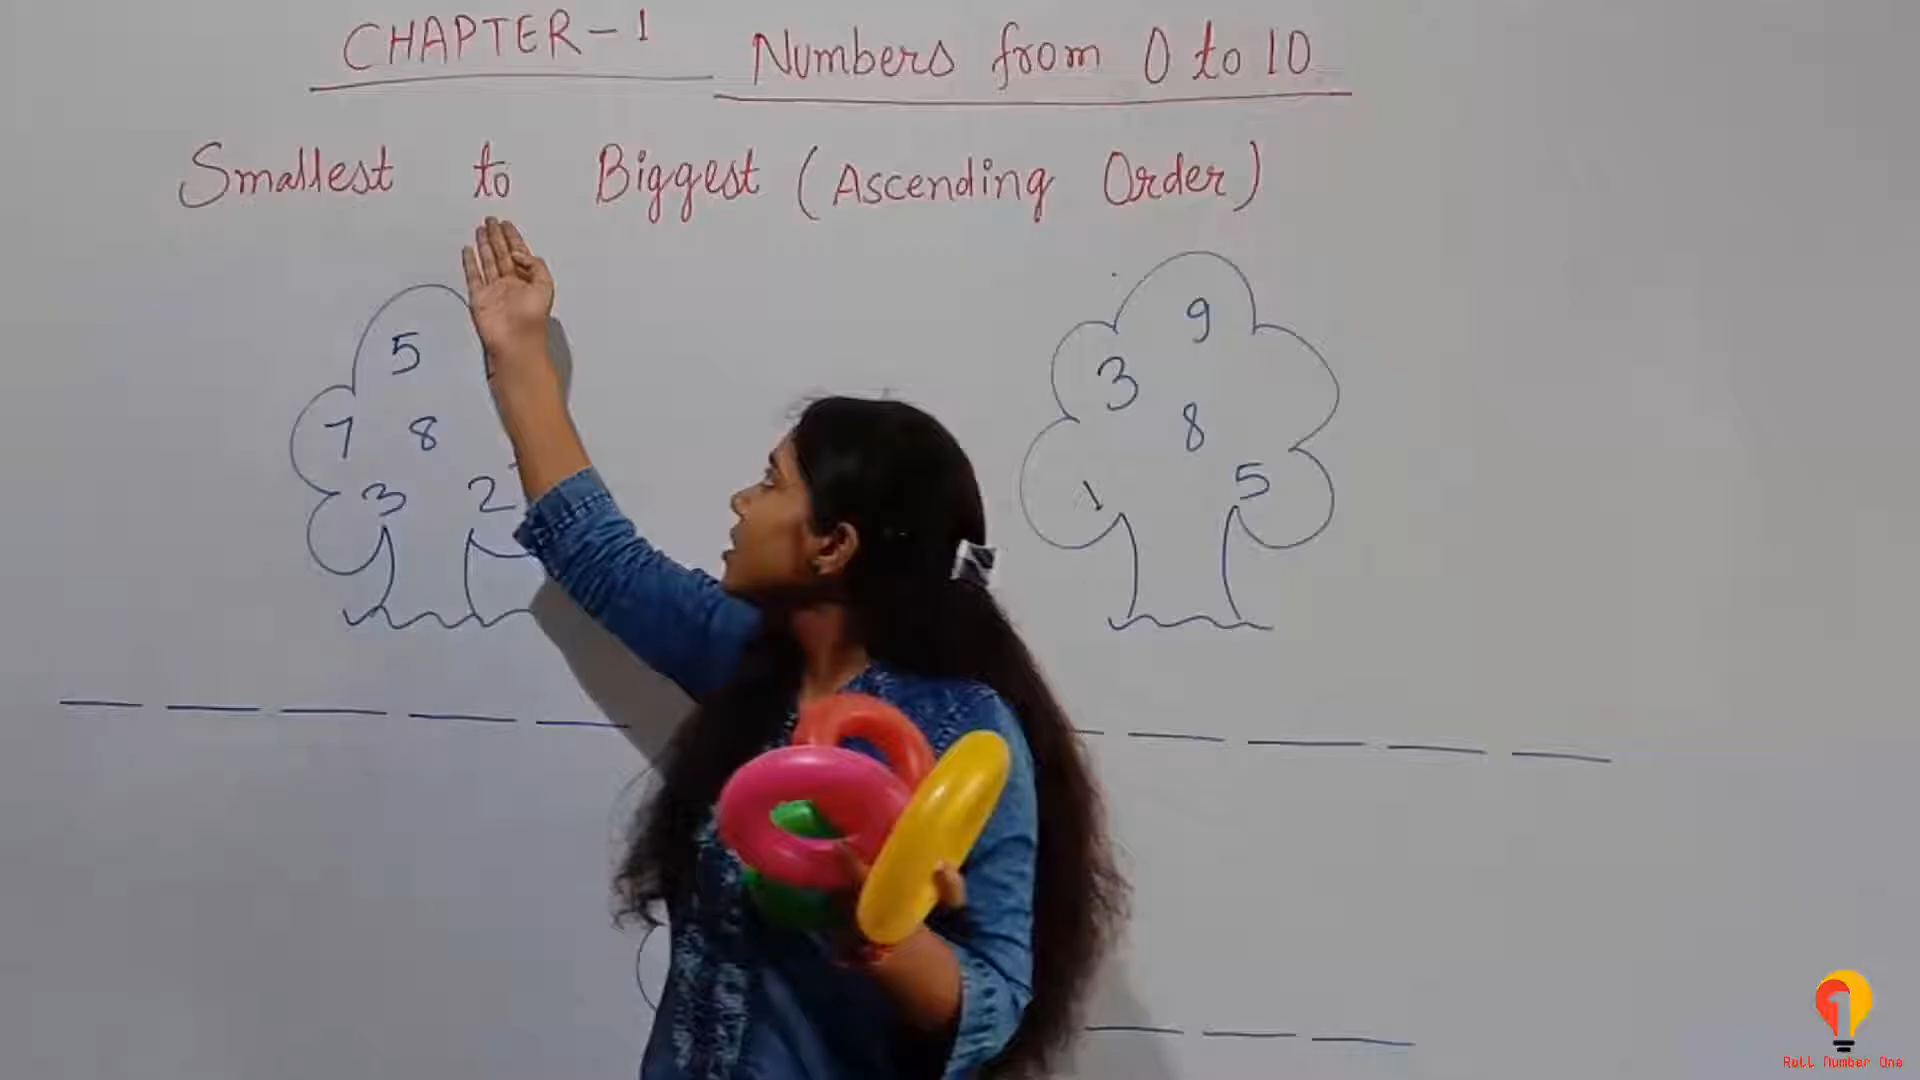 CHAPTER-1 Numbers from 0 to 10
Smallest to Biggest (Ascending Order)
5
7 8
3 2
9
3
8
1 5
Roll Number One